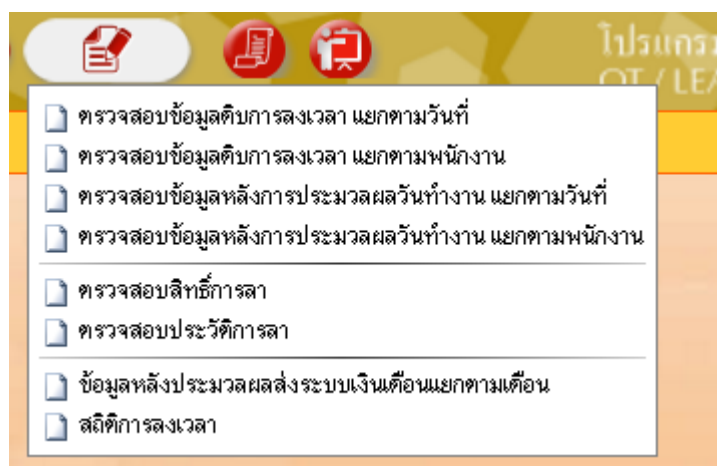 โปรแกรม
OT / LEA
ตรวจสอบข้อมูลดิบการลงเวลา แยกตามวันที่
ตรวจสอบข้อมูลดิบการลงเวลา แยกตามพนักงาน
ตรวจสอบข้อมูลหลังการประมวลผลวันทำงาน แยกตามวันที่
ตรวจสอบข้อมูลหลังการประมวลผลวันทำงาน แยกตามพนักงาน
ตรวจสอบสิทธิ์การลา
ตรวจสอบประวัติการลา
ข้อมูลหลังประมวลผลส่งระบบเงินเดือนแยกตามเดือน
สถิติการลงเวลา